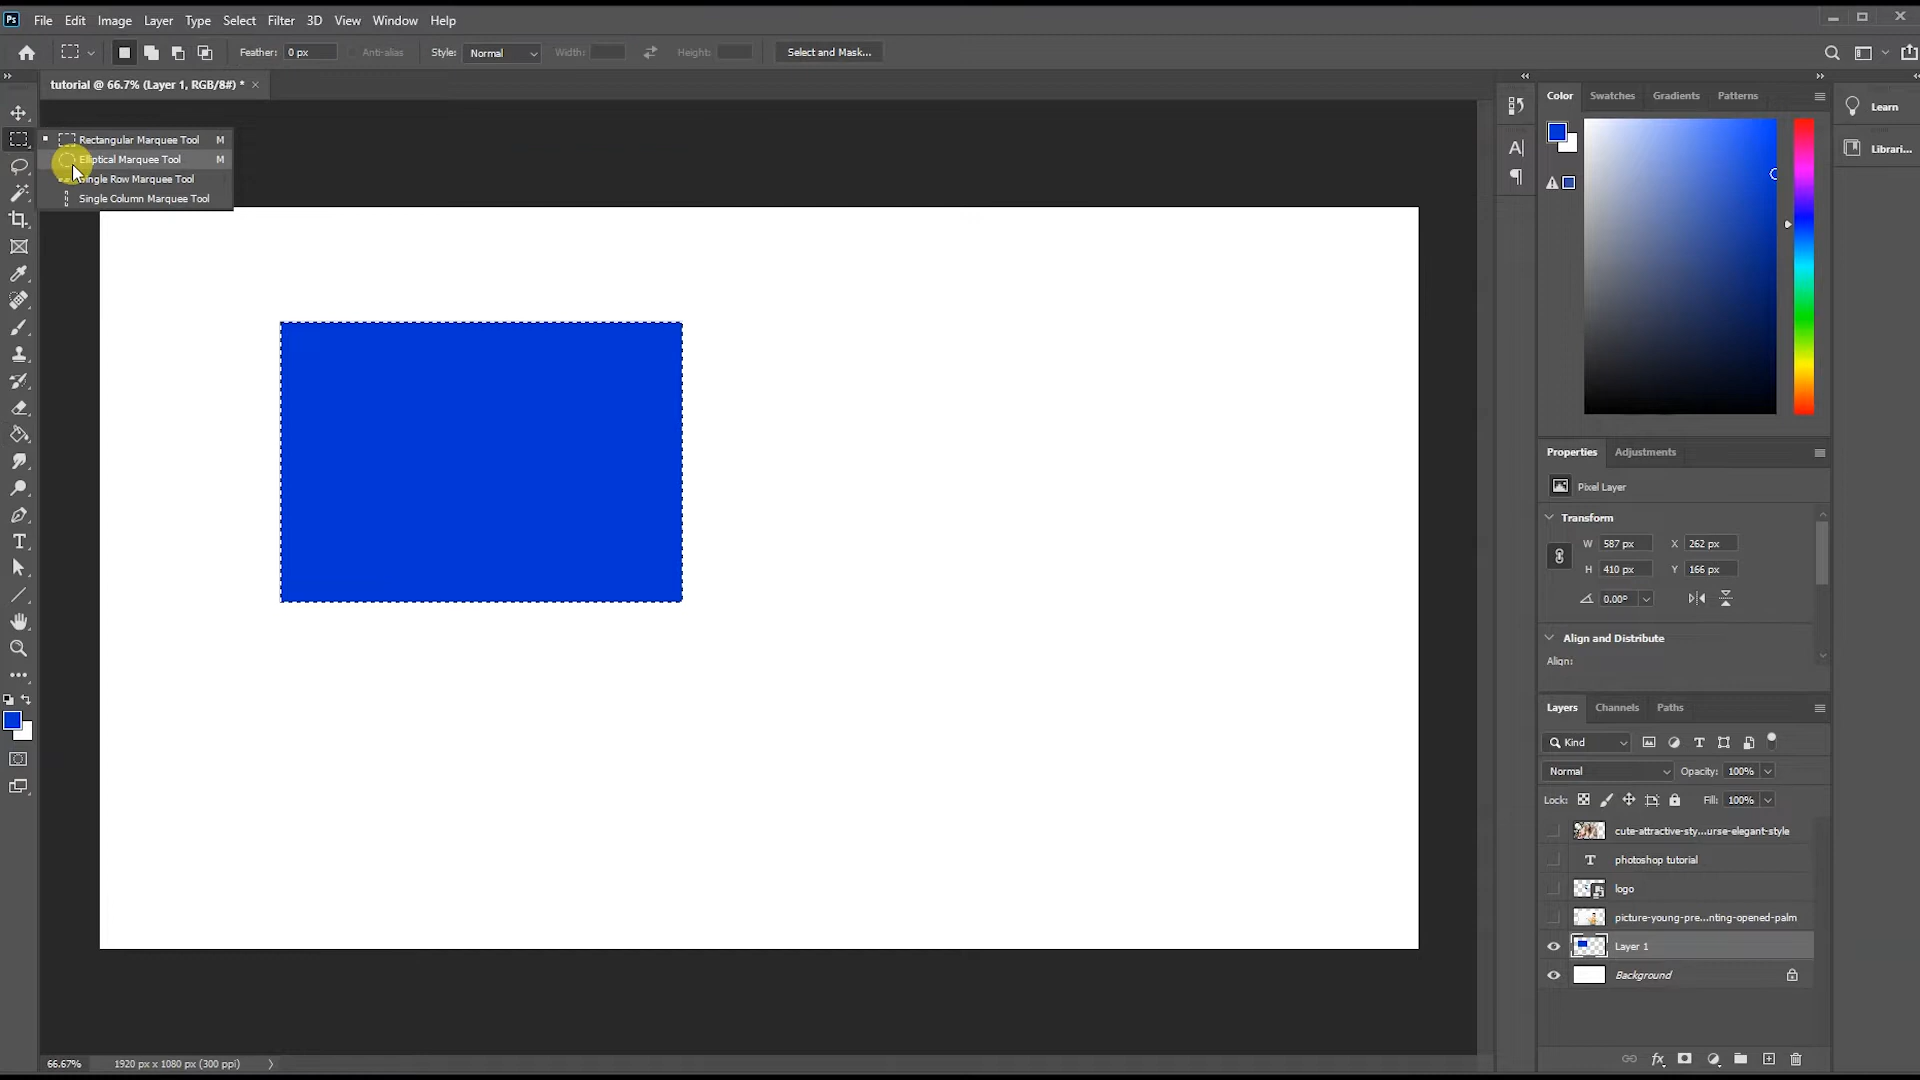 Ps File Edit Image Layer Type Select Filter 3D View Window Help
Feather: 0 px Anti-alias Style: Normal Width: Height: Select and Mask...
tutorial @ 66.7% (Layer 1, RGB/8#) * ×
Color Swatches Gradients Patterns
Learn
Rectangular Marquee Tool M
Elliptical Marquee Tool M
Single Row Marquee Tool
Single Column Marquee Tool
Librari...
Properties Adjustments
Pixel Layer
Transform
W 587 px X 262 px
H 410 px Y 166 px
0.00°
Align and Distribute
Align:
Layers Channels Paths
Kind
Normal Opacity: 100%
Lock: Fill: 100%
cute-attractive-sty...urse-elegant-style
photoshop tutorial
logo
picture-young-pre...nting-opened-palm
Layer 1
Background
66.67% 1920 px x 1080 px (300 ppi)
fx